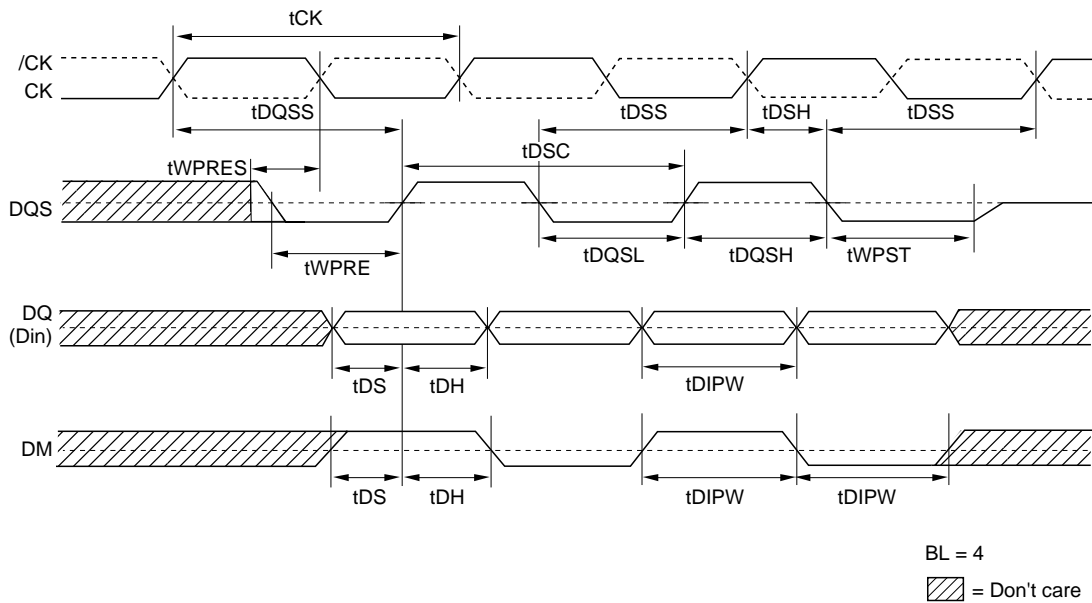 tCK
/CK
CK
tDQSS
tDSS
tDSH
tDSS
tWPRES
tDSC
DQS
tWPRE
tDQSL
tDQSH
tWPST
DQ
(Din)
tDS
tDH
tDIPW
DM
tDS
tDH
tDIPW
tDIPW
BL = 4
= Don't care